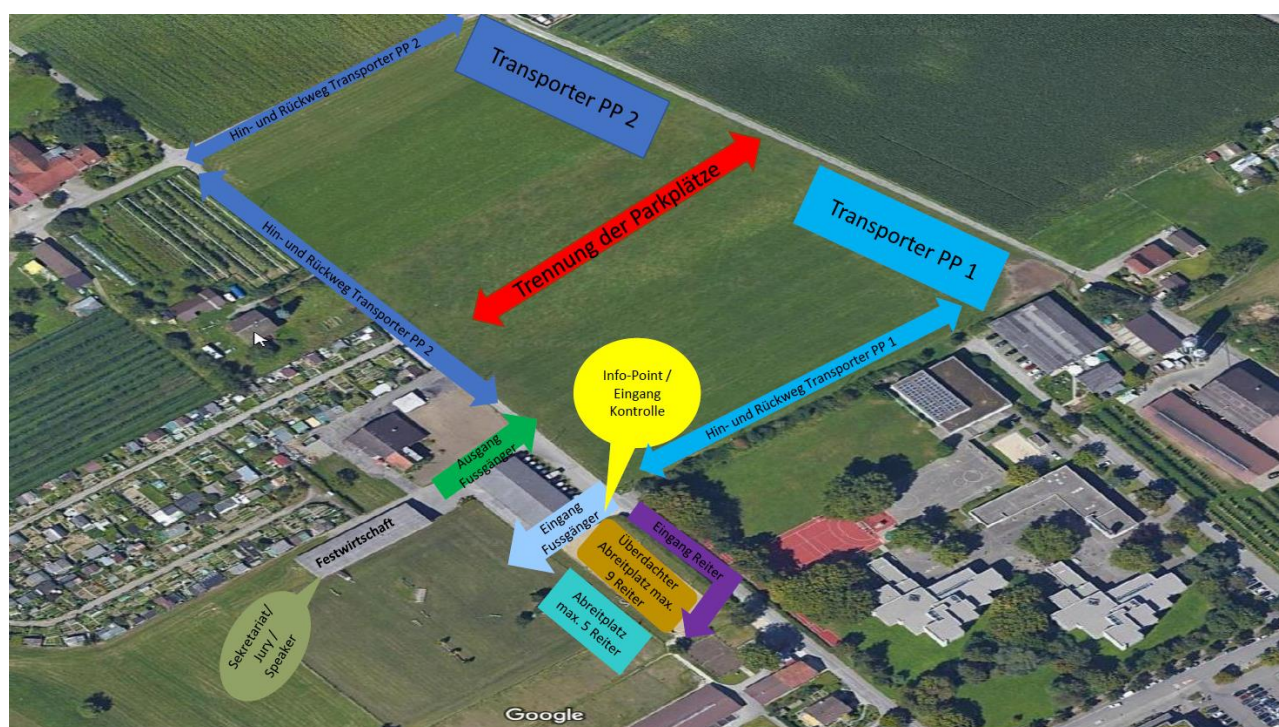 Hin- und Rückweg Transporter PP 2
Transporter PP 2
Trennung der Parkplätze
Transporter PP 1
Hin- und Rückweg Transporter PP 2
Hin- und Rückweg Transporter PP 1
Info-Point /
Eingang
Kontrolle
Ausgang
Fussgänger
Eingang
Fussgänger
Eingang Reiter
Festwirtschaft
Überdachter
Abreitplatz max.
9 Reiter
Abreitplatz
max. 5 Reiter
Sekretariat/
Jury /
Speaker
Google